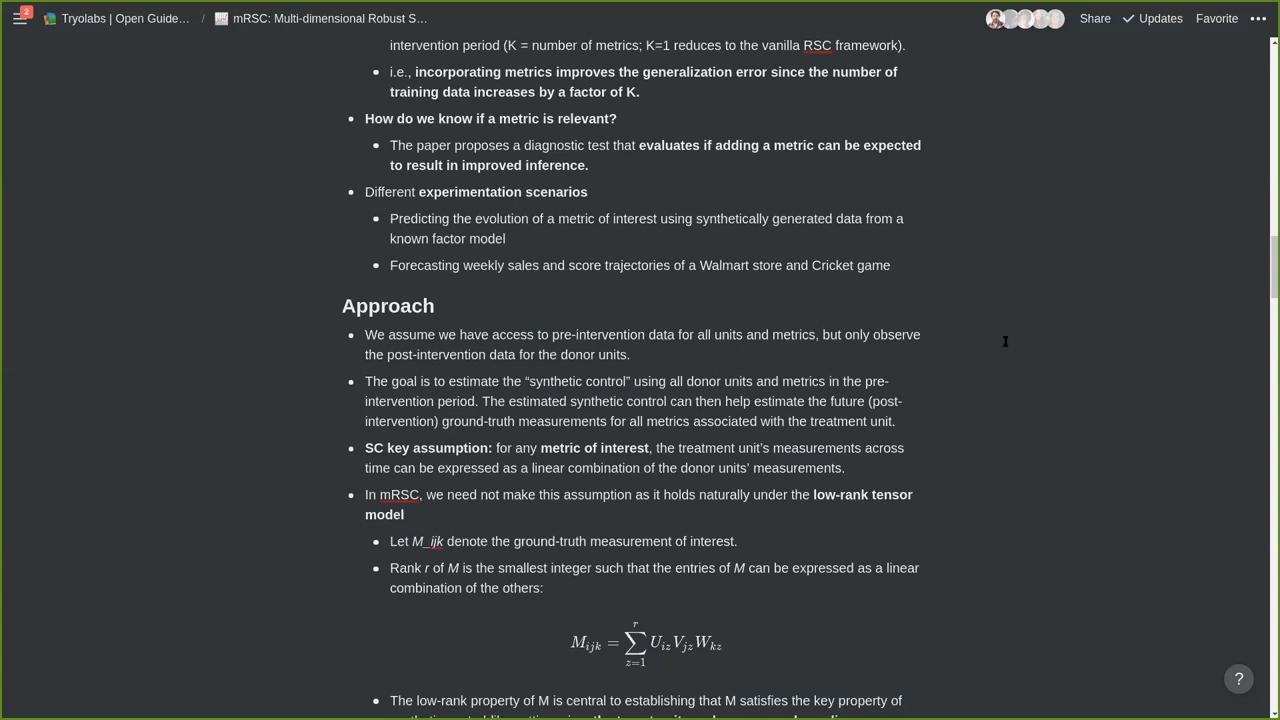 2
Tryolabs | Open Guide… / mRSC: Multi-dimensional Robust S…
Share Updates Favorite
intervention period (K = number of metrics; K=1 reduces to the vanilla RSC framework).
i.e., incorporating metrics improves the generalization error since the number of
training data increases by a factor of K.
How do we know if a metric is relevant?
The paper proposes a diagnostic test that evaluates if adding a metric can be expected
to result in improved inference.
Different experimentation scenarios
Predicting the evolution of a metric of interest using synthetically generated data from a
known factor model
Forecasting weekly sales and score trajectories of a Walmart store and Cricket game
Approach
We assume we have access to pre-intervention data for all units and metrics, but only observe
the post-intervention data for the donor units.
The goal is to estimate the “synthetic control” using all donor units and metrics in the pre-
intervention period. The estimated synthetic control can then help estimate the future (post-
intervention) ground-truth measurements for all metrics associated with the treatment unit.
SC key assumption: for any metric of interest, the treatment unit’s measurements across
time can be expressed as a linear combination of the donor units’ measurements.
In mRSC, we need not make this assumption as it holds naturally under the low-rank tensor
model
Let M_ijk denote the ground-truth measurement of interest.
Rank r of M is the smallest integer such that the entries of M can be expressed as a linear
combination of the others:
M_{ijk} = \sum_{z=1}^{r} U_{iz} V_{jz} W_{kz}
The low-rank property of M is central to establishing that M satisfies the key property of
?